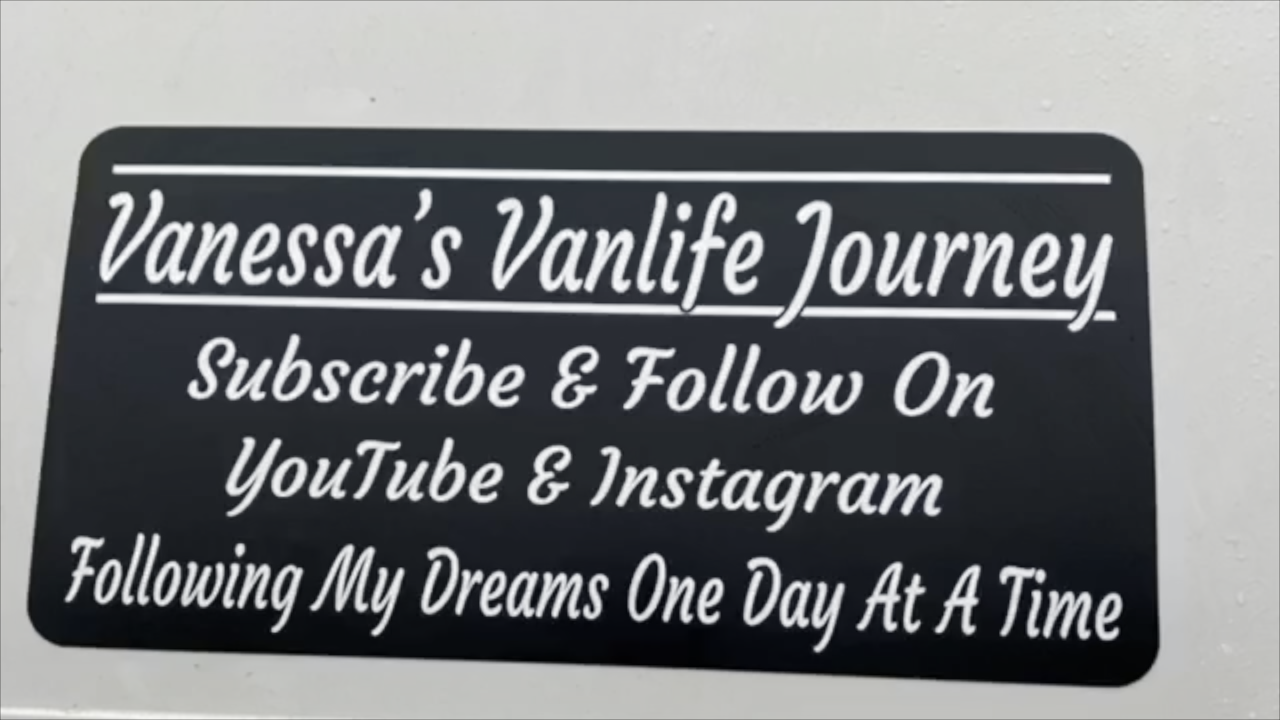 Vanessa's Vanlife Journey
Subscribe & Follow On
YouTube & Instagram
Following My Dreams One Day At A Time